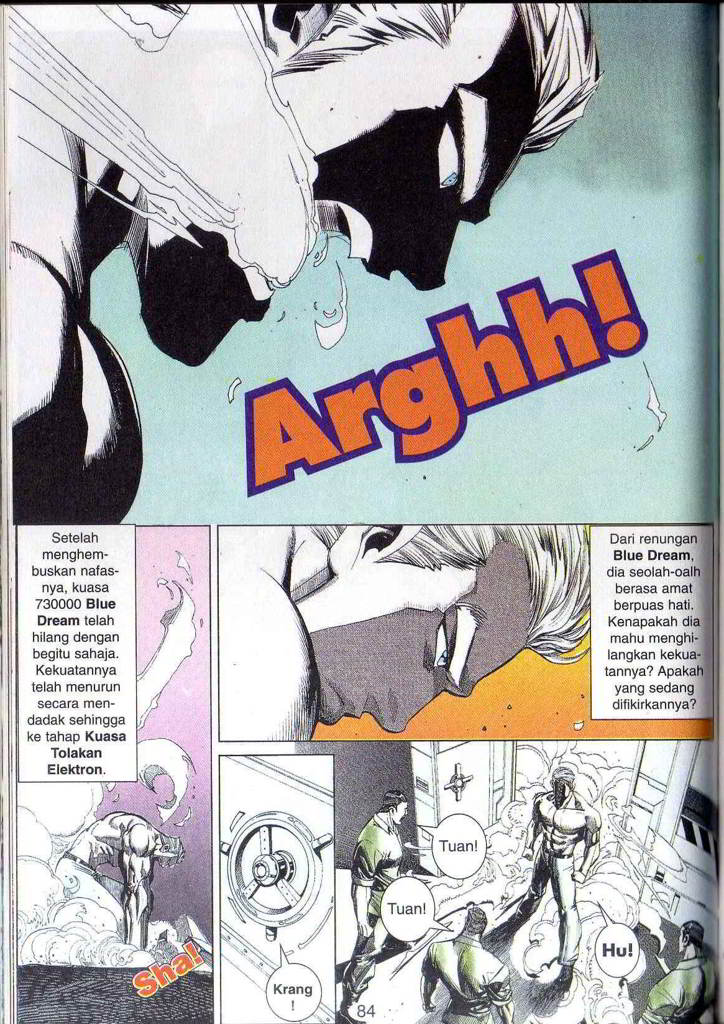 Arghh!
Setelah
menghem-
buskan nafas-
nya, kuasa
730000 Blue
Dream telah
hilang dengan
begitu sahaja.
Kekuatannya
telah menurun
secara men-
dadak sehingga
ke tahap Kuasa
Tolakan
Elektron.
Dari renungan
Blue Dream,
dia seolah-oalh
berasa amat
berpuas hati.
Kenapakah dia
mahu menghi-
langkan kekua-
tannya? Apakah
yang sedang
difikirkannya?
Sha!
Krang
!
Tuan!
Tuan!
Hu!
84